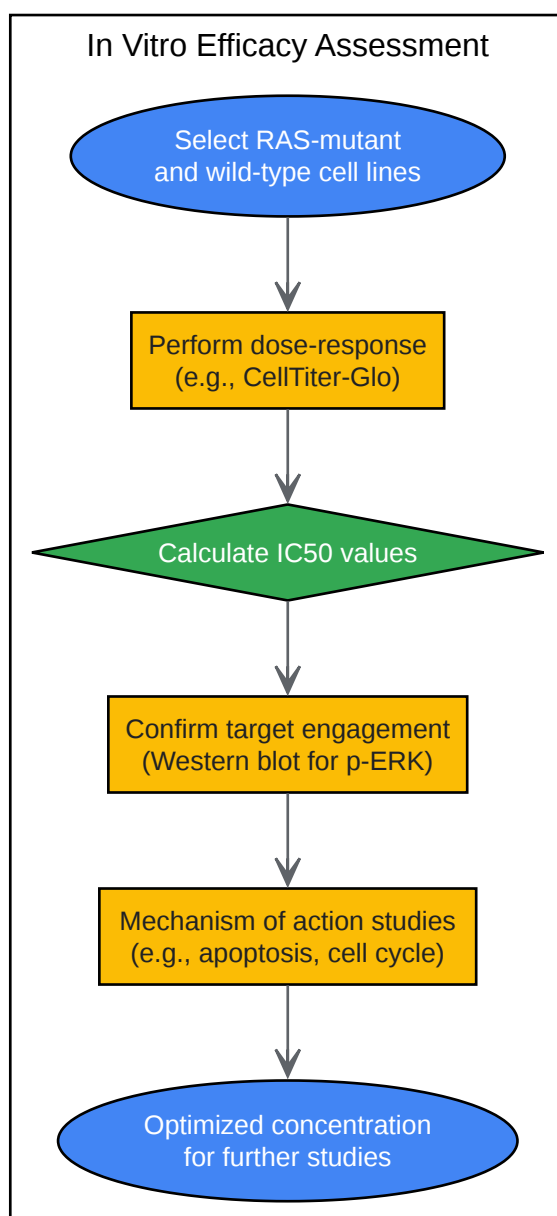 In Vitro Efficacy Assessment
Select RAS-mutant
and wild-type cell lines
Perform dose-response
(e.g., CellTiter-Glo)
Calculate IC50 values
Confirm target engagement
(Western blot for p-ERK)
Mechanism of action studies
(e.g., apoptosis, cell cycle)
Optimized concentration
for further studies